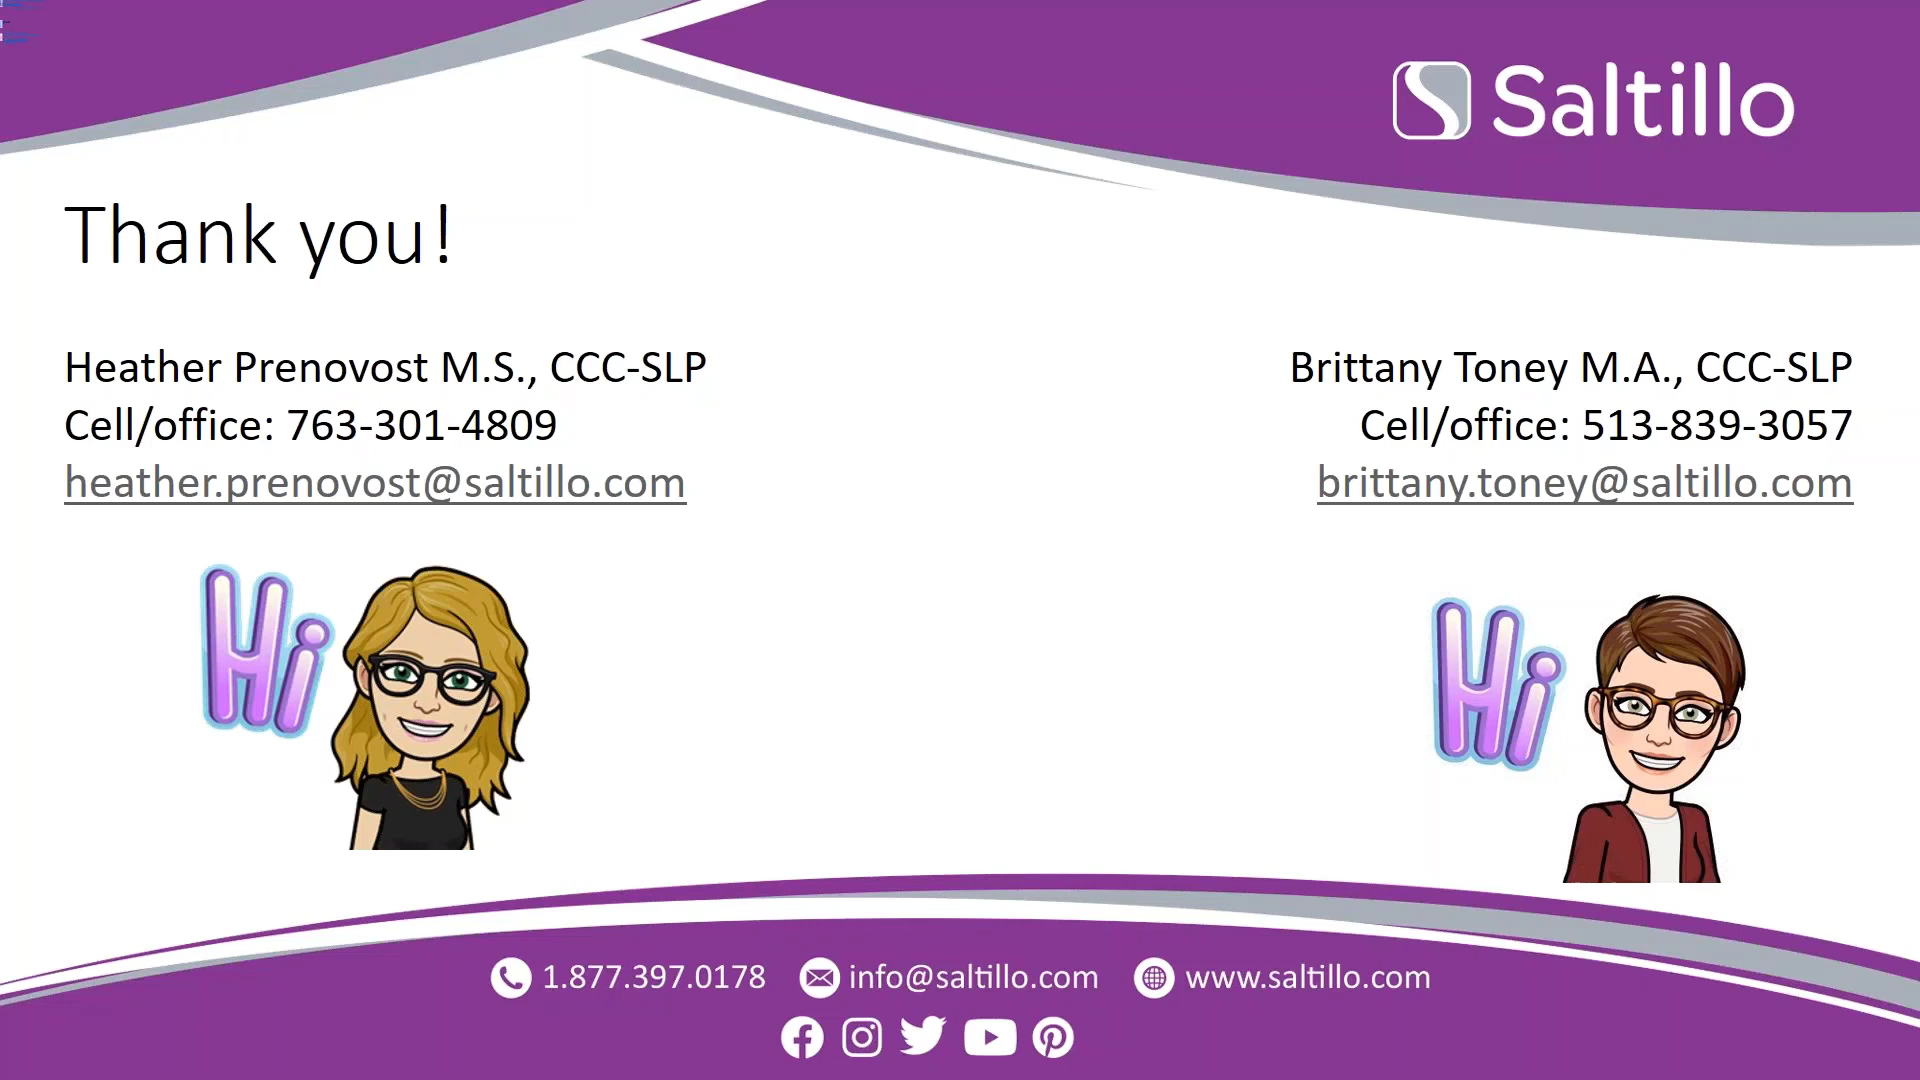 Saltillo
Thank you!
Heather Prenovost M.S., CCC-SLP
Cell/office: 763-301-4809
heather.prenovost@saltillo.com
Brittany Toney M.A., CCC-SLP
Cell/office: 513-839-3057
brittany.toney@saltillo.com
Hi
Hi
1.877.397.0178 info@saltillo.com www.saltillo.com